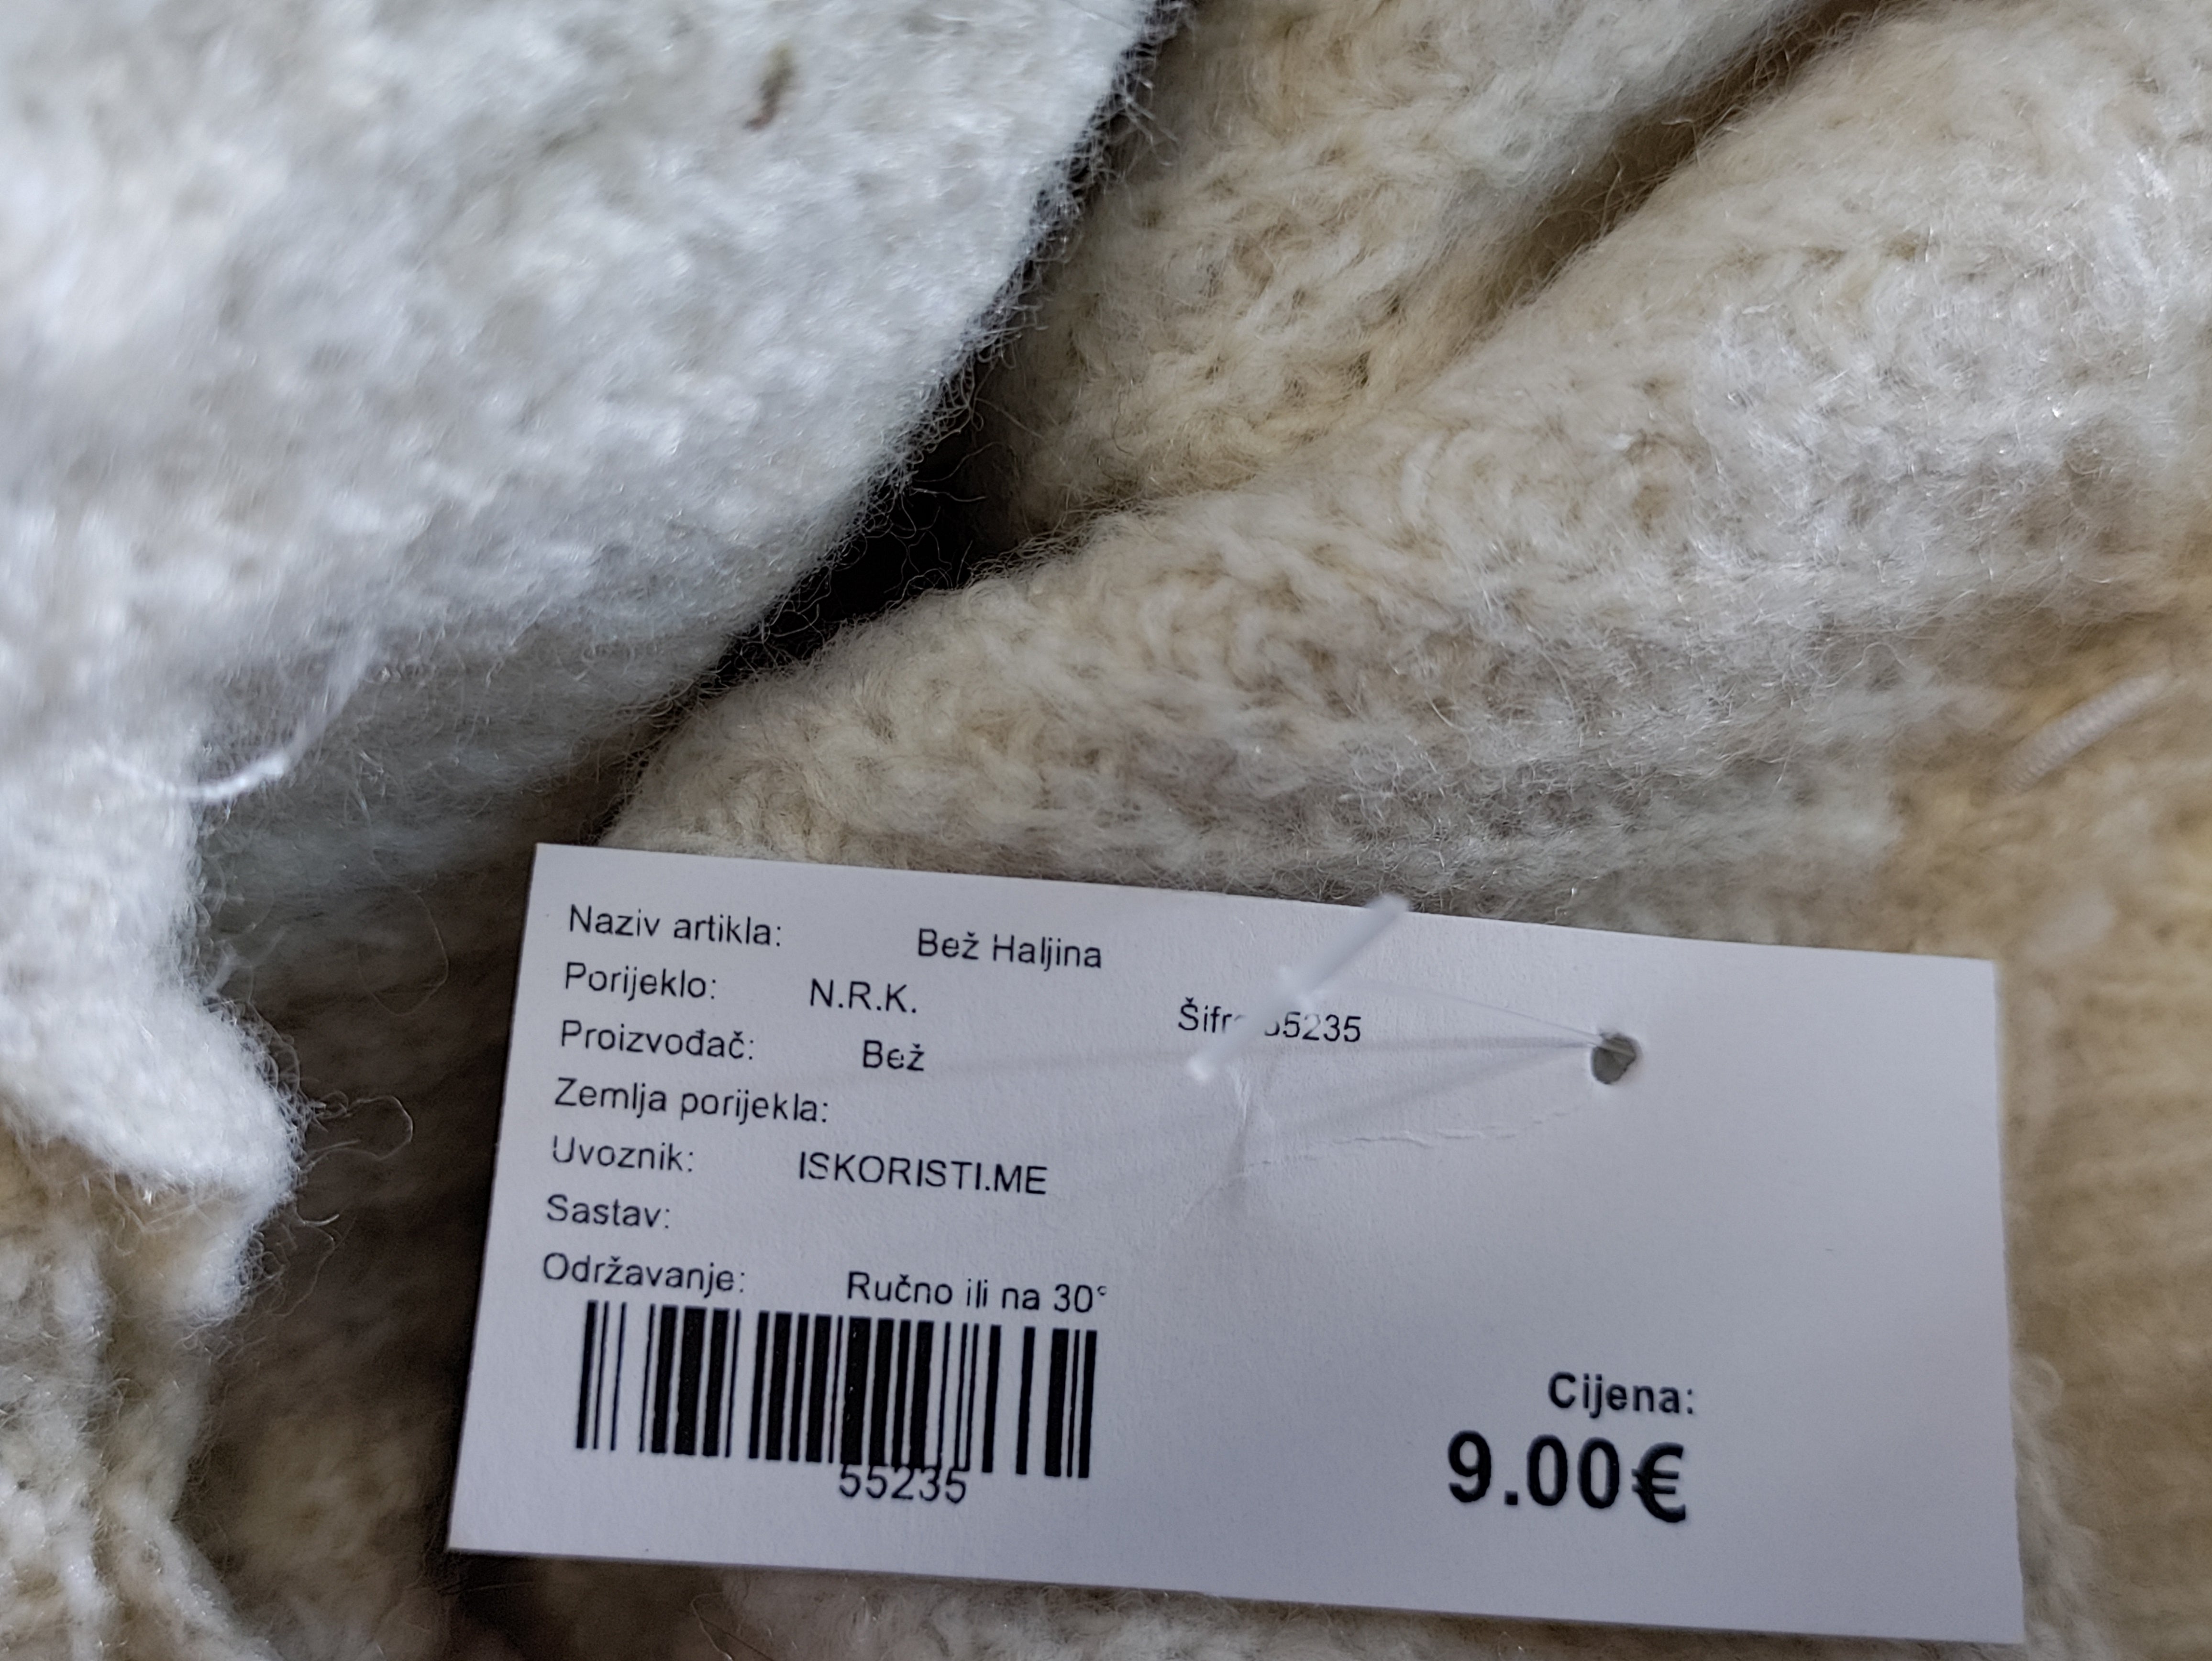 Naziv artikla: Bež Haljina
Porijeklo: N.R.K.
55235
Proizvođač: Bež
Zemlja porijekla:
Uvoznik: ISKORISTI.ME
Sastav:
Održavanje: Ručno ili na 30°
55235
Cijena:
9.00€